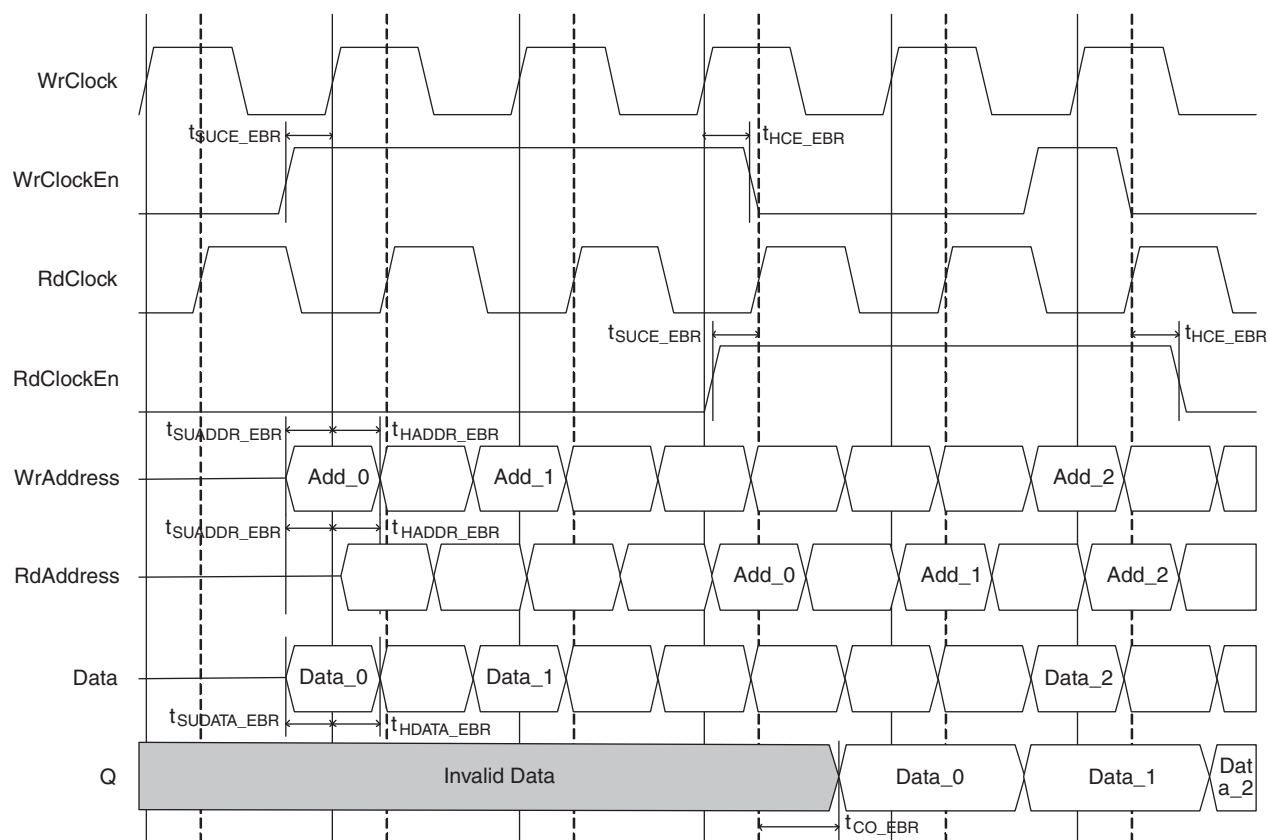 WrClock
tSUCE_EBR tHCE_EBR
WrClockEn
RdClock
tSUCE_EBR tHCE_EBR
RdClockEn
tSUADDR_EBR tHADDR_EBR
WrAddress Add_0 Add_1 Add_2
tSUADDR_EBR tHADDR_EBR
RdAddress Add_0 Add_1 Add_2
Data Data_0 Data_1 Data_2
tSUDATA_EBR tHDATA_EBR
Q Invalid Data Data_0 Data_1 Dat
a_2
tCO_EBR